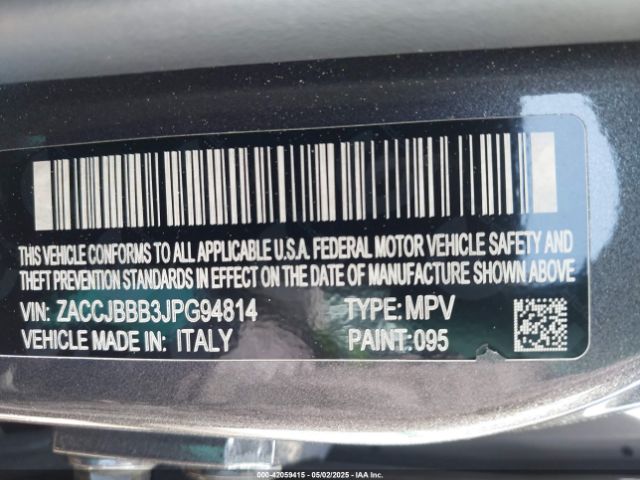 THIS VEHICLE CONFORMS TO ALL APPLICABLE U.S.A. FEDERAL MOTOR VEHICLE SAFETY AND
THEFT PREVENTION STANDARDS IN EFFECT ON THE DATE OF MANUFACTURE SHOWN ABOVE
VIN: ZACCJBBB3JPG94814 TYPE: MPV
VEHICLE MADE IN: ITALY PAINT: 095
000-42059415 - 05/02/2025 - IAAI.COM